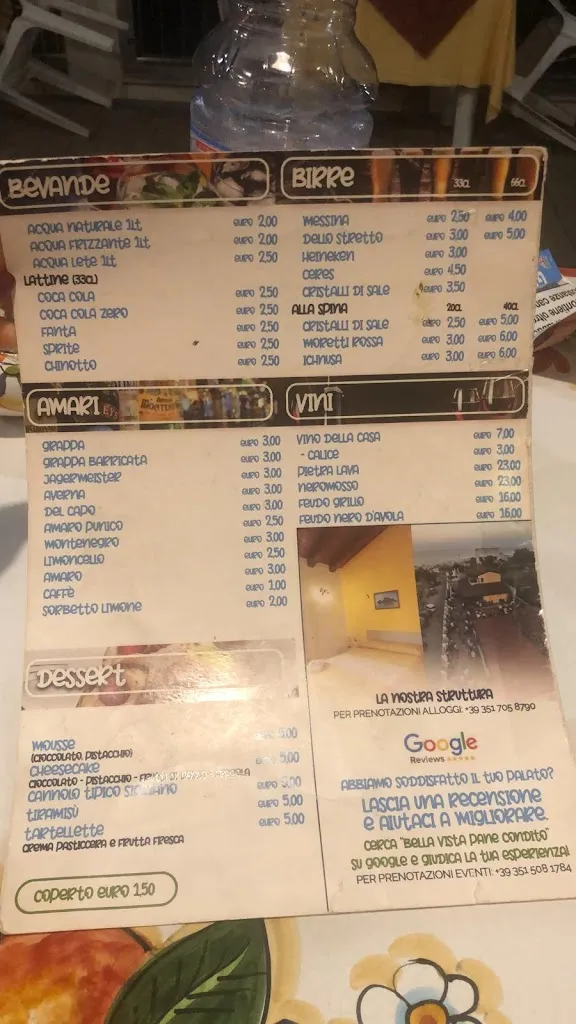 BEVANDE
ACQUA NATURALE 1LT EURO 2,00
ACQUA FRIZZANTE 1LT EURO 2,00
ACQUA LETE 1LT EURO 2,50
LATTINE (33CL)
COCA COLA EURO 2,50
COCA COLA ZERO EURO 2,50
FANTA EURO 2,50
SPRITE EURO 2,50
CHINOTTO EURO 2,50
BIRRE 33CL 66CL
MESSINA EURO 2,50 EURO 4,00
DELLO STRETTO EURO 3,00 EURO 5,00
HEINEKEN EURO 3,00
CERES EURO 4,50
CRISTALLI DI SALE EURO 3,50
ALLA SPINA 20CL 40CL
CRISTALLI DI SALE EURO 2,50 EURO 5,00
MORETTI ROSSA EURO 3,00 EURO 6,00
ICHNUSA EURO 3,00 EURO 6,00
AMARI
GRAPPA EURO 3,00
GRAPPA BARRICATA EURO 3,00
JAGERMEISTER EURO 3,00
AVERNA EURO 3,00
DEL CAPO EURO 3,00
AMARO PUNICO EURO 2,50
MONTENEGRO EURO 3,00
LIMONCELLO EURO 2,50
AMARO EURO 3,00
CAFFÈ EURO 1,00
SORBETTO LIMONE EURO 2,00
VINI
VINO DELLA CASA EURO 7,00
- CALICE EURO 3,00
PIETRA LAVA EURO 23,00
NEROMOSSO EURO 23,00
FEUDO GRILLO EURO 16,00
FEUDO NERO D'AVOLA EURO 16,00
DESSERT
MOUSSE EURO 5,00
(CIOCCOLATO, PISTACCHIO)
CHEESECAKE EURO 5,00
CIOCCOLATO - PISTACCHIO - FRUTTI DI BOSCO - FRAGOLA
CANNOLO TIPICO SICILIANO EURO 5,00
TIRAMISÙ EURO 5,00
TARTELLETTE EURO 5,00
CREMA PASTICCERA E FRUTTA FRESCA
COPERTO EURO 1,50
LA NOSTRA STRUTTURA
PER PRENOTAZIONI ALLOGGI: +39 351 705 8790
Google
Reviews
ABBIAMO SODDISFATTO IL TUO PALATO?
LASCIA UNA RECENSIONE
E AIUTACI A MIGLIORARE.
CERCA "BELLA VISTA PANE CONDITO"
SU GOOGLE E GIUDICA LA TUA ESPERIENZA!
PER PRENOTAZIONI EVENTI: +39 351 508 1784